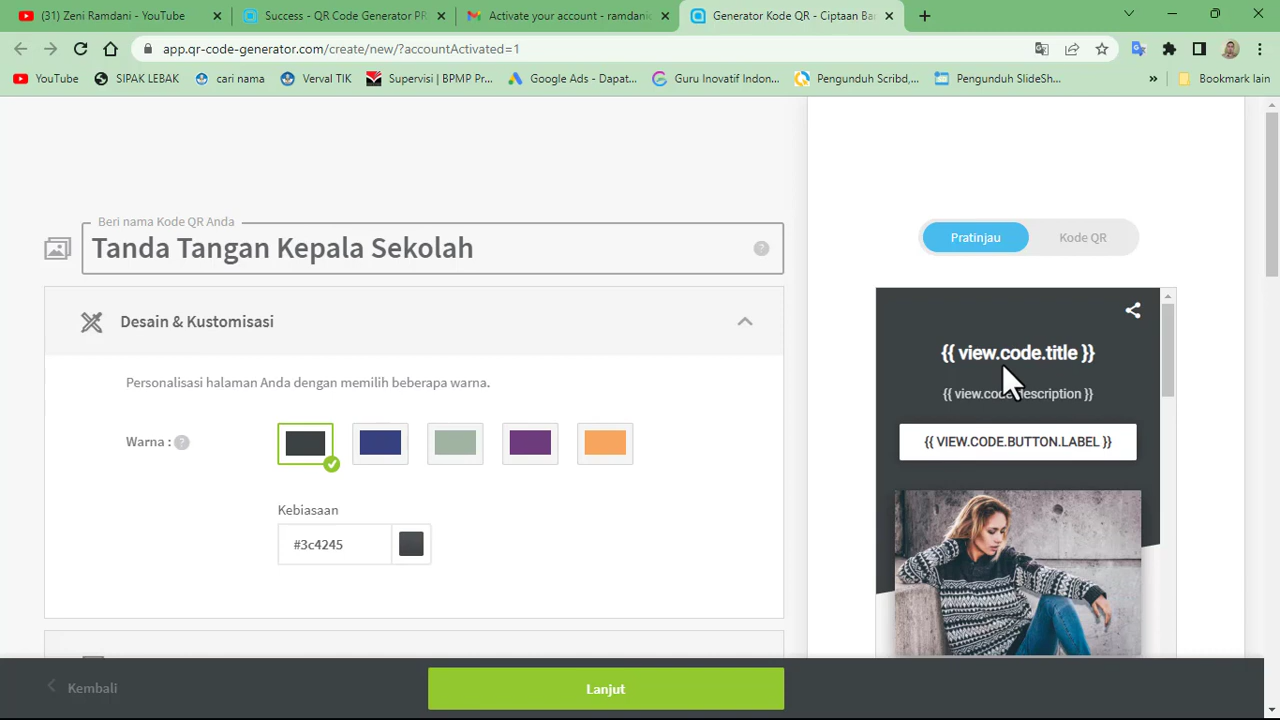 (31) Zeni Ramdani - YouTube
Success - QR Code Generator PR
Activate your account - ramdanic
Generator Kode QR - Ciptaan Ba
app.qr-code-generator.com/create/new/?accountActivated=1
YouTube
SIPAK LEBAK
cari nama
Verval TIK
Supervisi | BPMP Pr...
Google Ads - Dapat...
Guru Inovatif Indon...
Pengunduh Scribd,...
Pengunduh SlideSh...
»
Bookmark lain
Beri nama Kode QR Anda
Tanda Tangan Kepala Sekolah
?
Desain & Kustomisasi
Personalisasi halaman Anda dengan memilih beberapa warna.
Warna : ?
Kebiasaan
#3c4245
Pratinjau
Kode QR
{{ view.code.title }}
{{ view.code.description }}
{{ VIEW.CODE.BUTTON.LABEL }}
Kembali
Lanjut